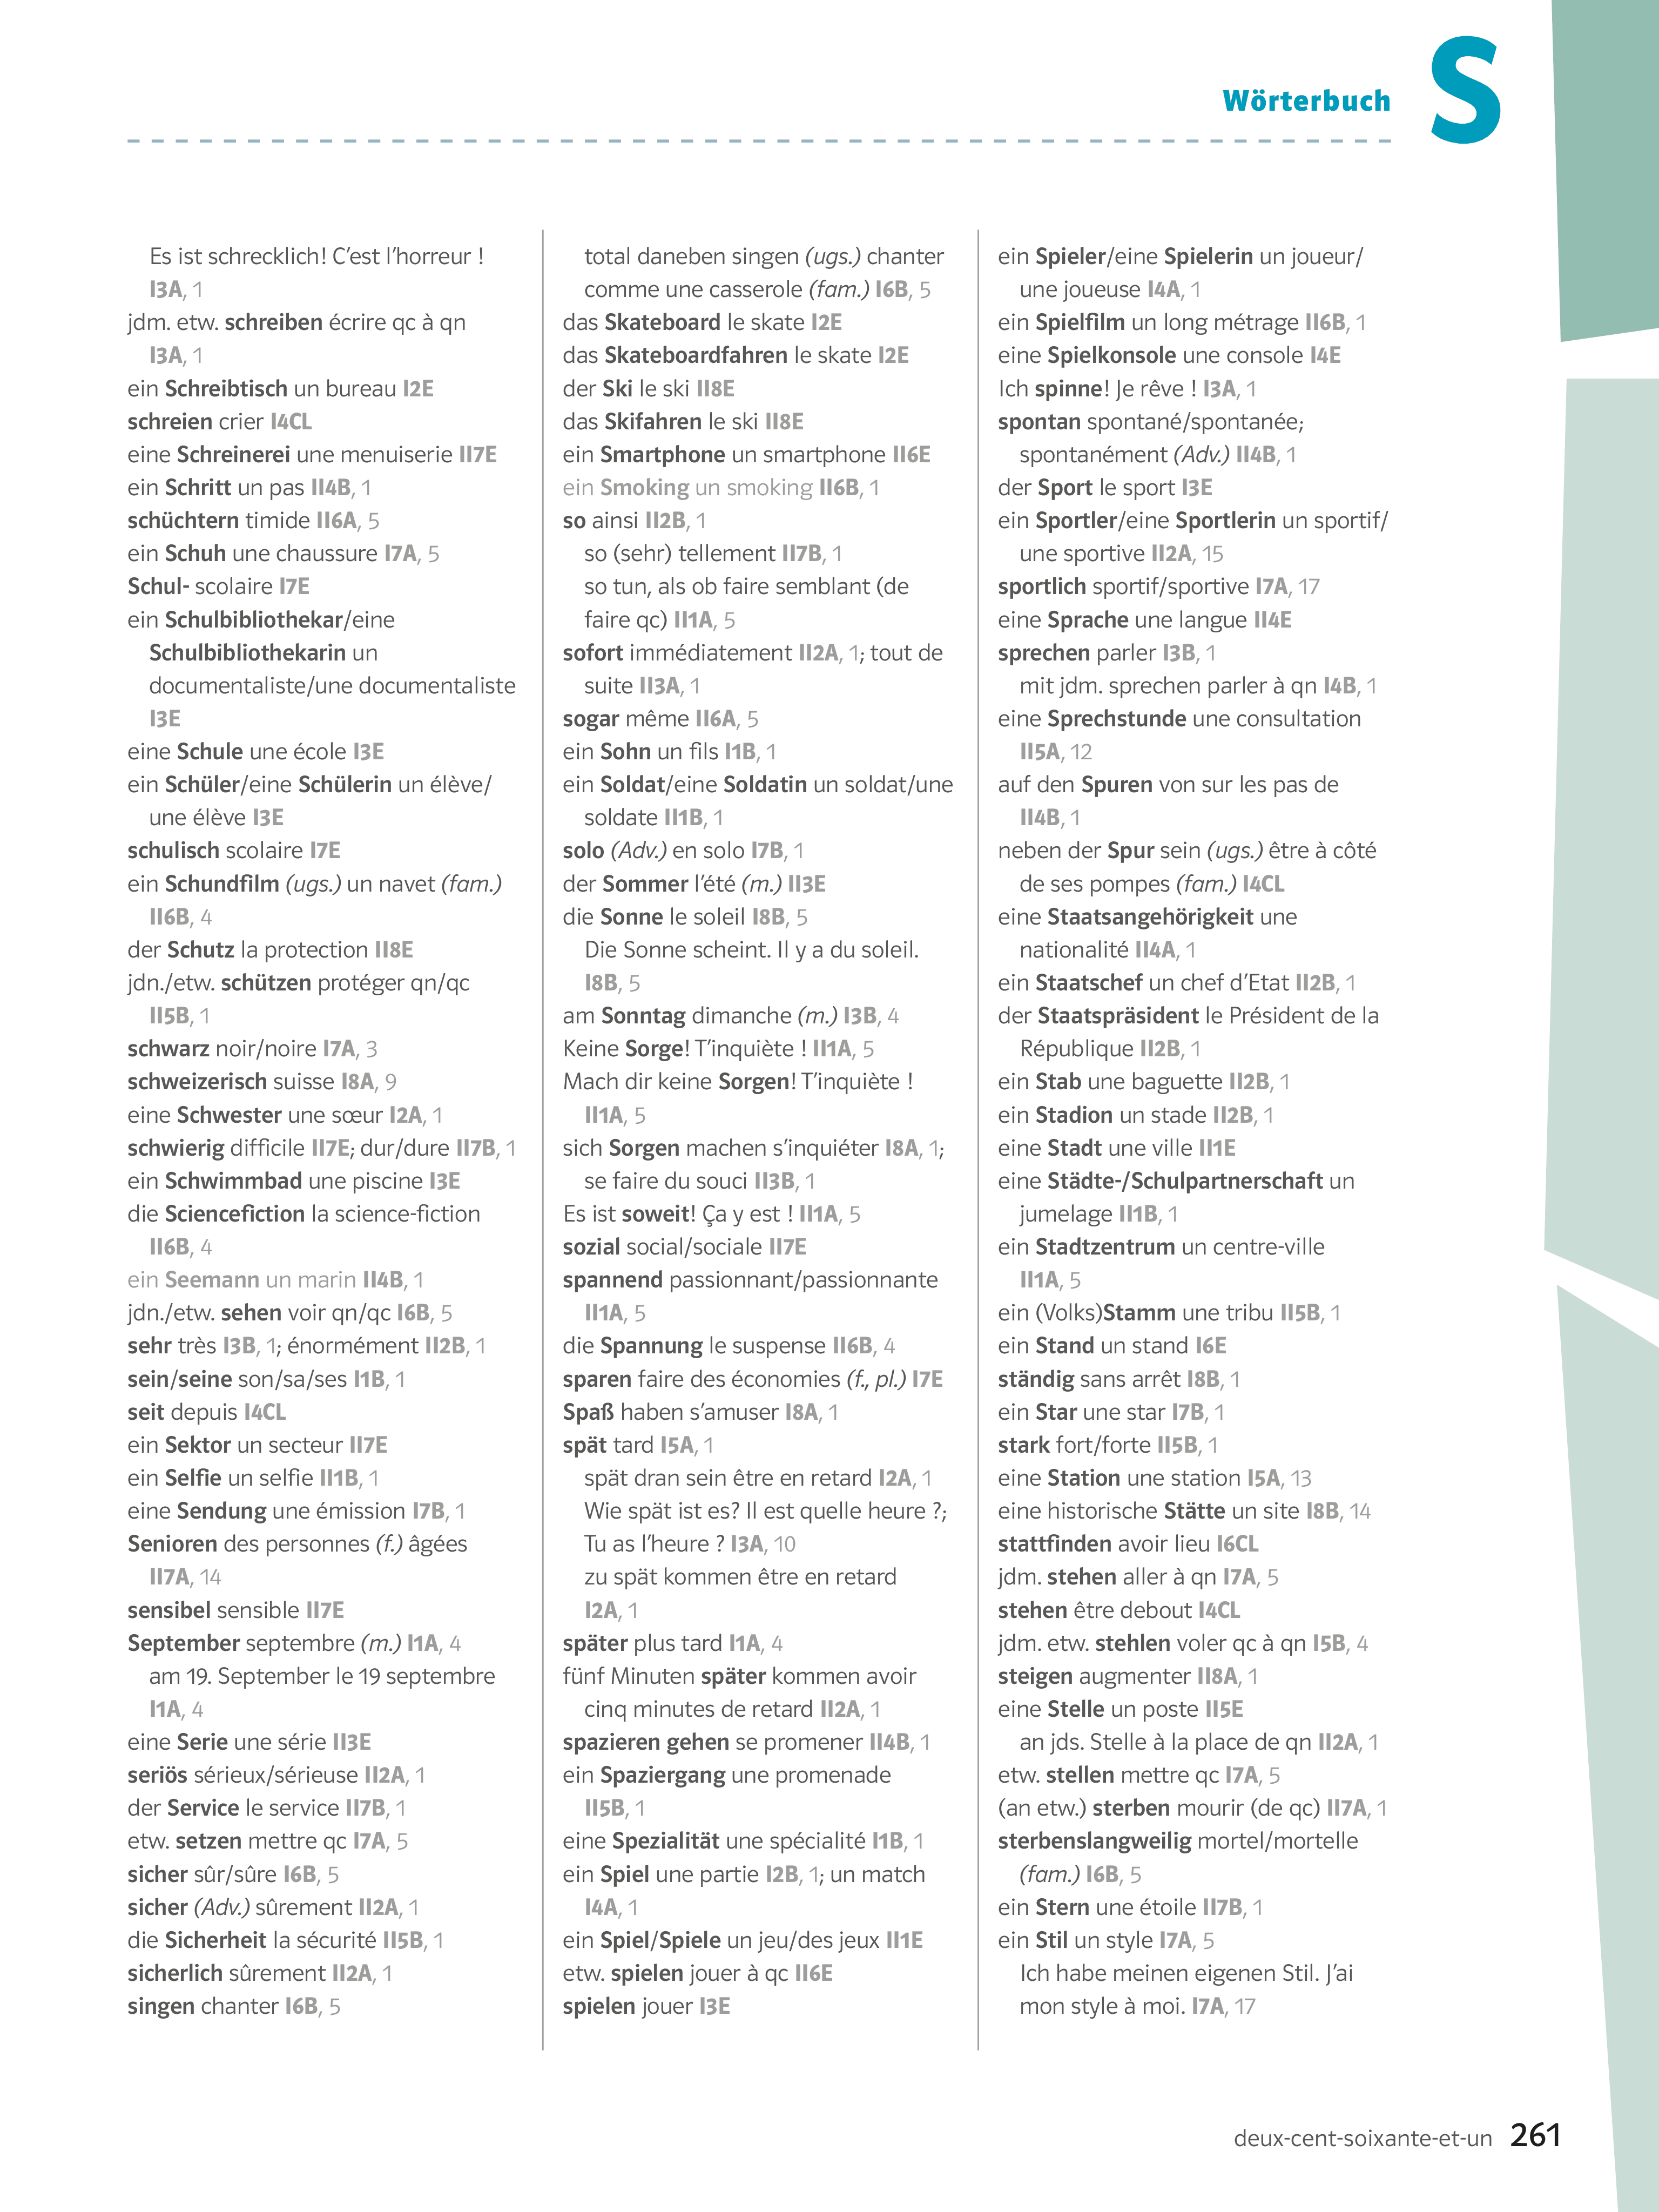 Wörterbuch S
Es ist schrecklich! C’est l’horreur !
I3A, 1
jdm. etw. schreiben écrire qc à qn
I3A, 1
ein Schreibtisch un bureau I2E
schreien crier I4CL
eine Schreinerei une menuiserie II7E
ein Schritt un pas II4B, 1
schüchtern timide II6A, 5
ein Schuh une chaussure I7A, 5
Schul- scolaire I7E
ein Schulbibliothekar/eine
Schulbibliothekarin un
documentaliste/une documentaliste
I3E
eine Schule une école I3E
ein Schüler/eine Schülerin un élève/
une élève I3E
schulisch scolaire I7E
ein Schundfilm (ugs.) un navet (fam.)
II6B, 4
der Schutz la protection II8E
jdn./etw. schützen protéger qn/qc
II5B, 1
schwarz noir/noire I7A, 3
schweizerisch suisse I8A, 9
eine Schwester une sœur I2A, 1
schwierig difficile II7E; dur/dure II7B, 1
ein Schwimmbad une piscine I3E
die Sciencefiction la science-fiction
II6B, 4
ein Seemann un marin II4B, 1
jdn./etw. sehen voir qn/qc I6B, 5
sehr très I3B, 1; énormément II2B, 1
sein/seine son/sa/ses I1B, 1
seit depuis I4CL
ein Sektor un secteur II7E
ein Selfie un selfie II1B, 1
eine Sendung une émission I7B, 1
Senioren des personnes (f.) âgées
II7A, 14
sensibel sensible II7E
September septembre (m.) I1A, 4
am 19. September le 19 septembre
I1A, 4
eine Serie une série II3E
seriös sérieux/sérieuse II2A, 1
der Service le service II7B, 1
etw. setzen mettre qc I7A, 5
sicher sûr/sûre I6B, 5
sicher (Adv.) sûrement II2A, 1
die Sicherheit la sécurité II5B, 1
sicherlich sûrement II2A, 1
singen chanter I6B, 5
total daneben singen (ugs.) chanter
comme une casserole (fam.) I6B, 5
das Skateboard le skate I2E
das Skateboardfahren le skate I2E
der Ski le ski II8E
das Skifahren le ski II8E
ein Smartphone un smartphone II6E
ein Smoking un smoking II6B, 1
so ainsi II2B, 1
so (sehr) tellement II7B, 1
so tun, als ob faire semblant (de
faire qc) II1A, 5
sofort immédiatement II2A, 1; tout de
suite II3A, 1
sogar même II6A, 5
ein Sohn un fils I1B, 1
ein Soldat/eine Soldatin un soldat/une
soldate II1B, 1
solo (Adv.) en solo I7B, 1
der Sommer l’été (m.) II3E
die Sonne le soleil I8B, 5
Die Sonne scheint. Il y a du soleil.
I8B, 5
am Sonntag dimanche (m.) I3B, 4
Keine Sorge! T’inquiète ! II1A, 5
Mach dir keine Sorgen! T’inquiète !
II1A, 5
sich Sorgen machen s’inquiéter I8A, 1;
se faire du souci II3B, 1
Es ist soweit! Ça y est ! II1A, 5
sozial social/sociale II7E
spannend passionnant/passionnante
II1A, 5
die Spannung le suspense II6B, 4
sparen faire des économies (f., pl.) I7E
Spaß haben s’amuser I8A, 1
spät tard I5A, 1
spät dran sein être en retard I2A, 1
Wie spät ist es? Il est quelle heure ?;
Tu as l’heure ? I3A, 10
zu spät kommen être en retard
I2A, 1
später plus tard I1A, 4
fünf Minuten später kommen avoir
cinq minutes de retard II2A, 1
spazieren gehen se promener II4B, 1
ein Spaziergang une promenade
II5B, 1
eine Spezialität une spécialité I1B, 1
ein Spiel une partie I2B, 1; un match
I4A, 1
ein Spiel/Spiele un jeu/des jeux II1E
etw. spielen jouer à qc II6E
spielen jouer I3E
ein Spieler/eine Spielerin un joueur/
une joueuse I4A, 1
ein Spielfilm un long métrage II6B, 1
eine Spielkonsole une console I4E
Ich spinne! Je rêve ! I3A, 1
spontan spontané/spontanée;
spontanément (Adv.) II4B, 1
der Sport le sport I3E
ein Sportler/eine Sportlerin un sportif/
une sportive II2A, 15
sportlich sportif/sportive I7A, 17
eine Sprache une langue II4E
sprechen parler I3B, 1
mit jdm. sprechen parler à qn I4B, 1
eine Sprechstunde une consultation
II5A, 12
auf den Spuren von sur les pas de
II4B, 1
neben der Spur sein (ugs.) être à côté
de ses pompes (fam.) I4CL
eine Staatsangehörigkeit une
nationalité II4A, 1
ein Staatschef un chef d’Etat II2B, 1
der Staatspräsident le Président de la
République II2B, 1
ein Stab une baguette II2B, 1
ein Stadion un stade II2B, 1
eine Stadt une ville II1E
eine Städte-/Schulpartnerschaft un
jumelage II1B, 1
ein Stadtzentrum un centre-ville
II1A, 5
ein (Volks)Stamm une tribu II5B, 1
ein Stand un stand I6E
ständig sans arrêt I8B, 1
ein Star une star I7B, 1
stark fort/forte II5B, 1
eine Station une station I5A, 13
eine historische Stätte un site I8B, 14
stattfinden avoir lieu I6CL
jdm. stehen aller à qn I7A, 5
stehen être debout I4CL
jdm. etw. stehlen voler qc à qn I5B, 4
steigen augmenter II8A, 1
eine Stelle un poste II5E
an jds. Stelle à la place de qn II2A, 1
etw. stellen mettre qc I7A, 5
(an etw.) sterben mourir (de qc) II7A, 1
sterbenslangweilig mortel/mortelle
(fam.) I6B, 5
ein Stern une étoile II7B, 1
ein Stil un style I7A, 5
Ich habe meinen eigenen Stil. J’ai
mon style à moi. I7A, 17
deux-cent-soixante-et-un 261